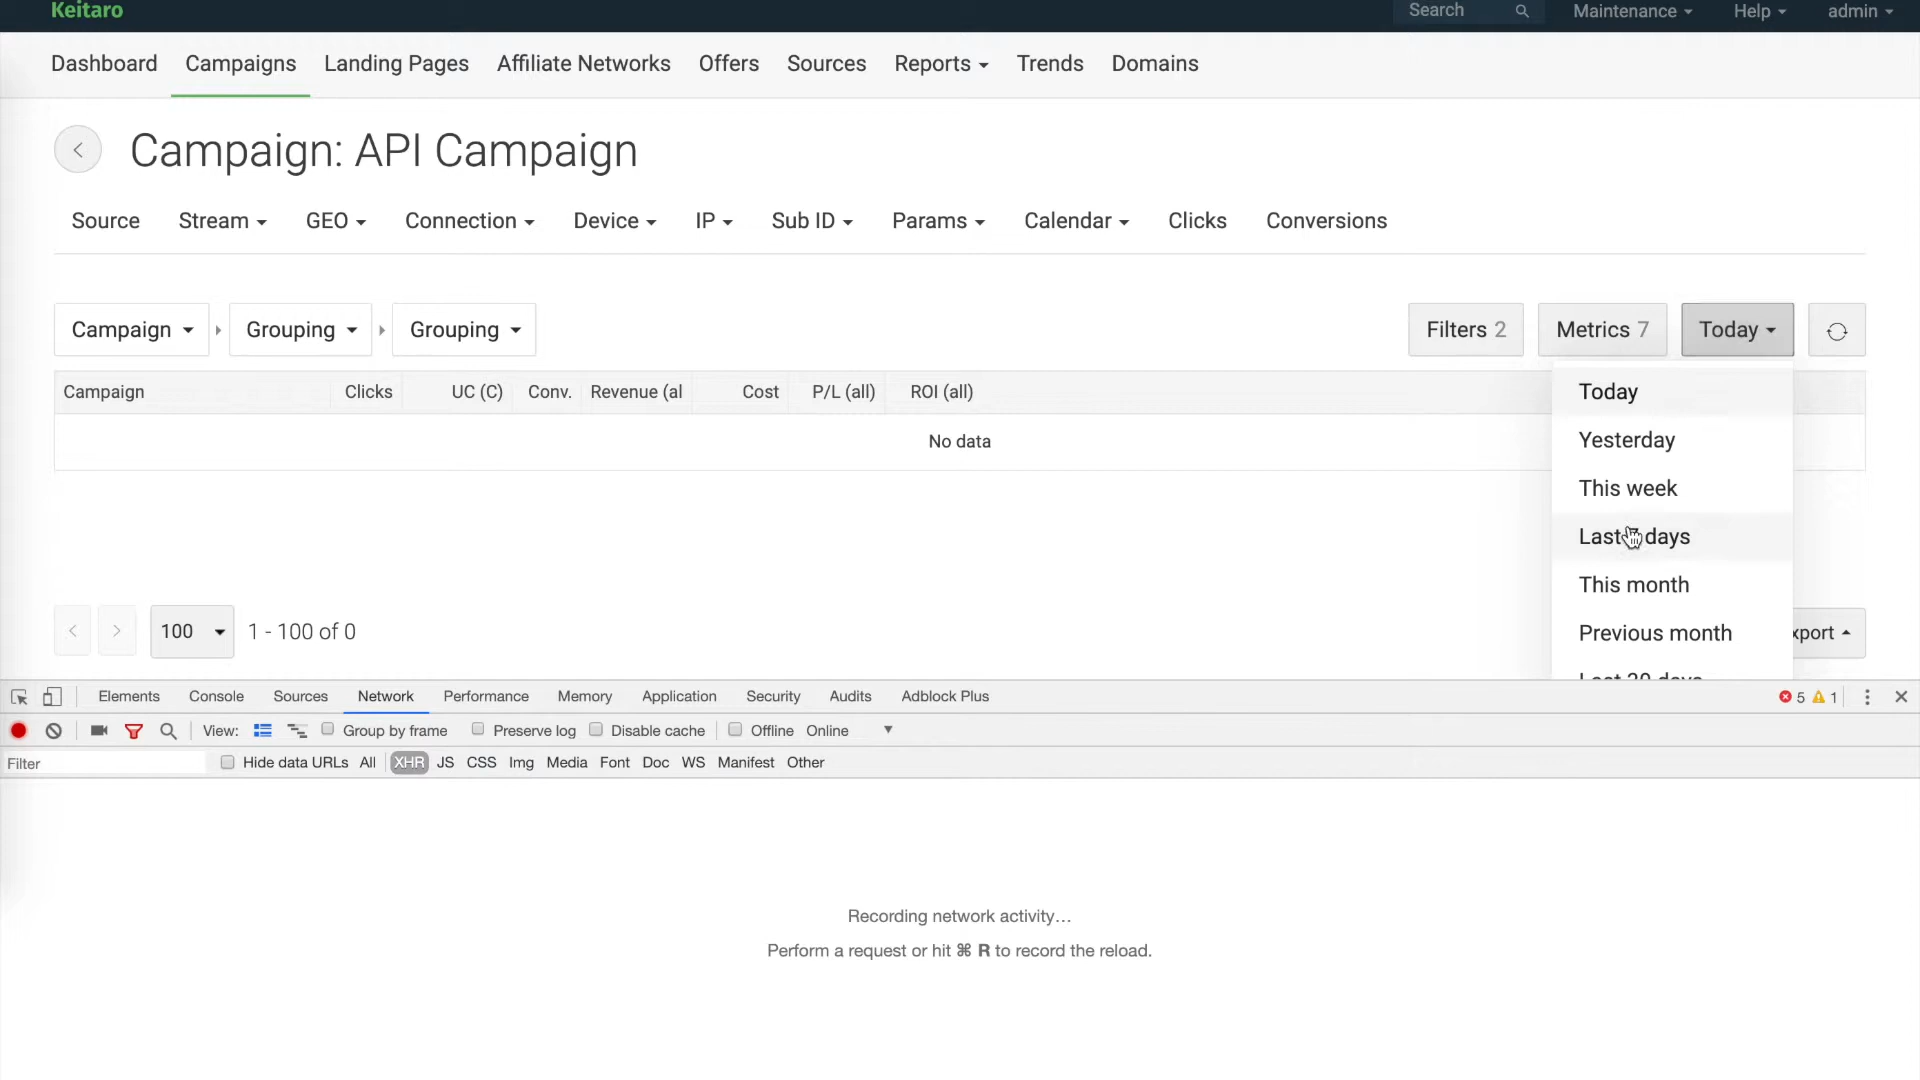 Keitaro
Search Maintenance Help admin
Dashboard Campaigns Landing Pages Affiliate Networks Offers Sources Reports Trends Domains
Campaign: API Campaign
Source Stream GEO Connection Device IP Sub ID Params Calendar Clicks Conversions
Campaign Grouping Grouping Filters 2 Metrics 7 Today
Campaign Clicks UC (C) Conv. Revenue (al Cost P/L (all) ROI (all)
No data
Today
Yesterday
This week
Last days
This month
Previous month
100 1 - 100 of 0
xport
Elements Console Sources Network Performance Memory Application Security Audits Adblock Plus 5 1
View: Group by frame Preserve log Disable cache Offline Online
Filter Hide data URLs All XHR JS CSS Img Media Font Doc WS Manifest Other
Recording network activity…
Perform a request or hit ⌘ R to record the reload.